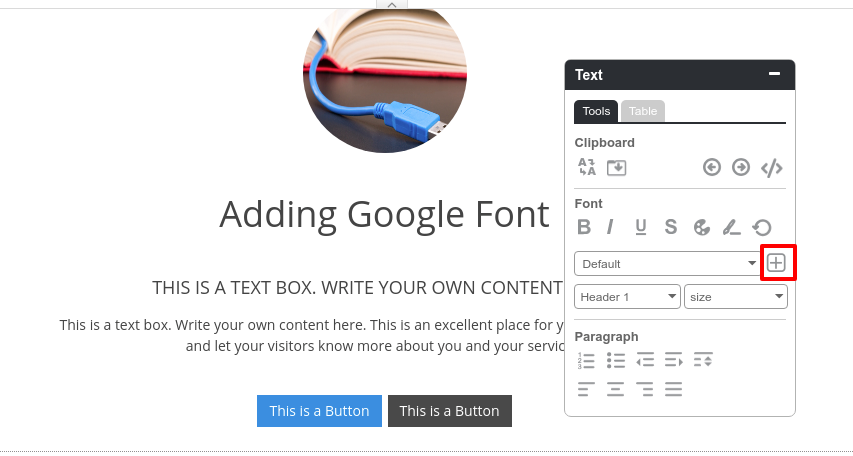 Adding Google Font
THIS IS A TEXT BOX. WRITE YOUR OWN CONTENT
This is a text box. Write your own content here. This is an excellent place for y
and let your visitors know more about you and your servic
This is a Button
This is a Button
Text
Tools
Table
Clipboard
Font
B I U S
Default
Header 1
size
Paragraph